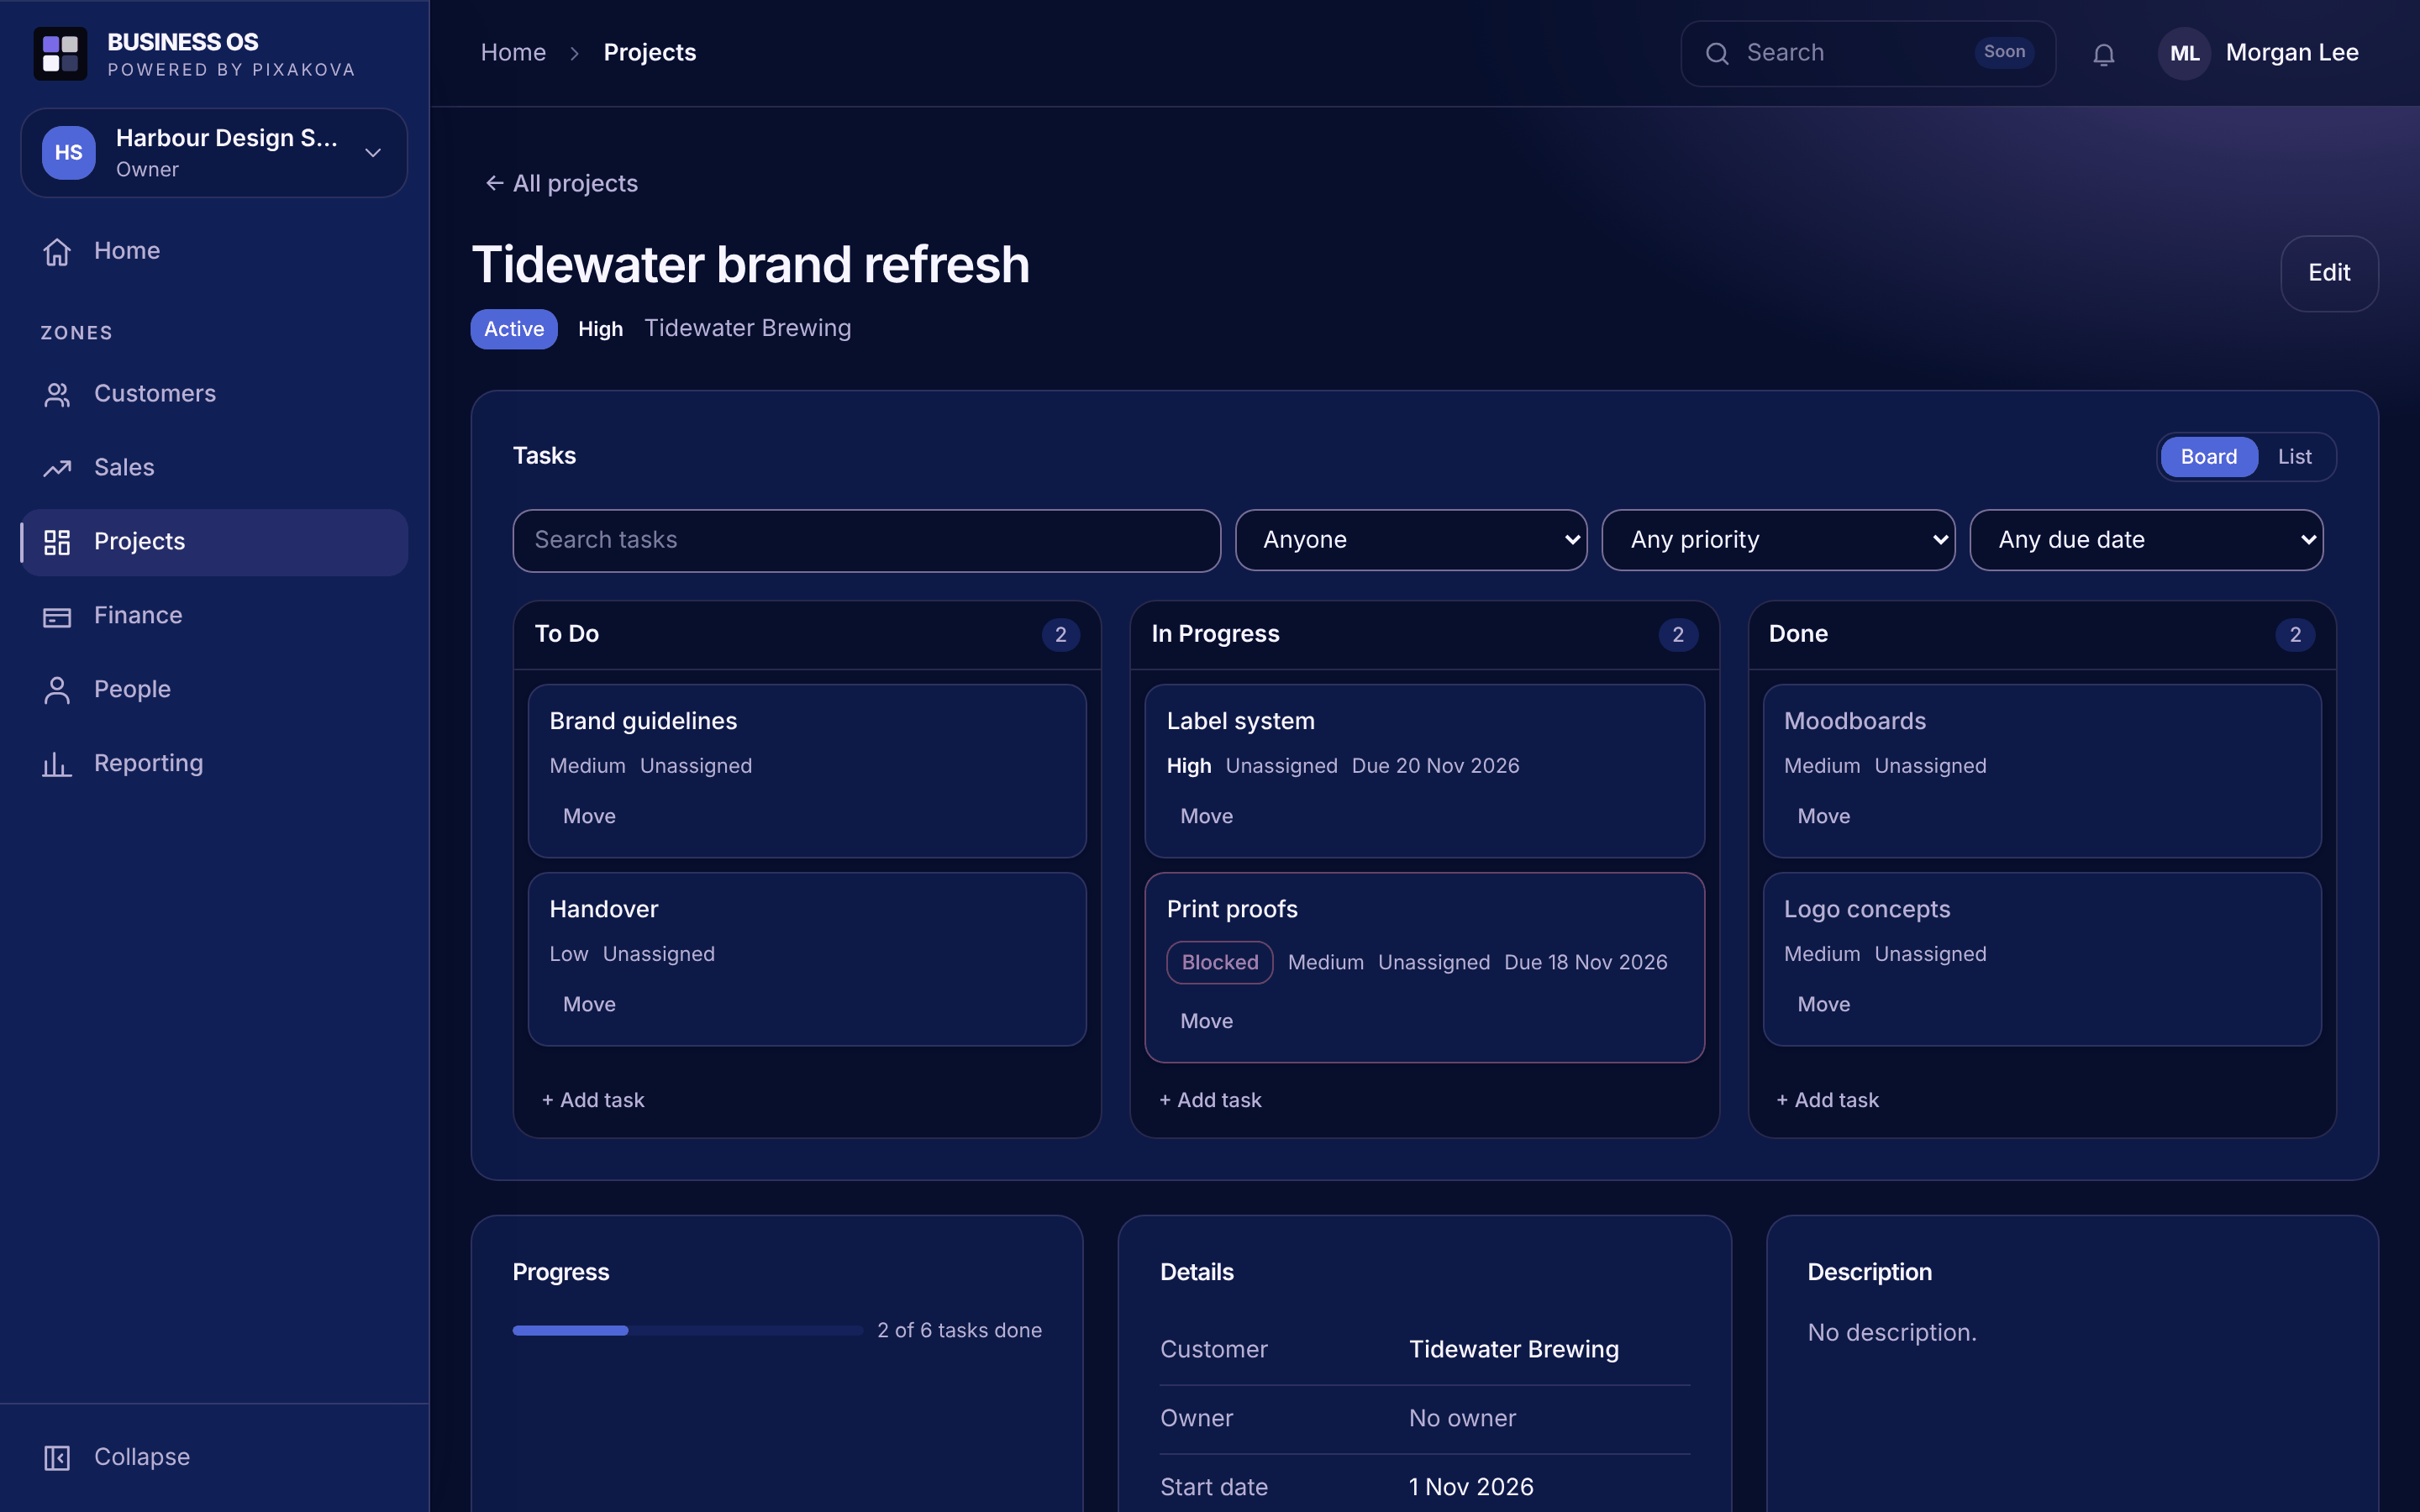 BUSINESS OS
POWERED BY PIXAKOVA
HS
Harbour Design S...
Owner
Home
ZONES
Customers
Sales
Projects
Finance
People
Reporting
Collapse
Home > Projects
Search
Soon
ML
Morgan Lee
← All projects
Tidewater brand refresh
Edit
Active High Tidewater Brewing
Tasks
Board List
Search tasks
Anyone
Any priority
Any due date
To Do 2
Brand guidelines
Medium Unassigned
Move
Handover
Low Unassigned
Move
+ Add task
In Progress 2
Label system
High Unassigned Due 20 Nov 2026
Move
Print proofs
Blocked Medium Unassigned Due 18 Nov 2026
Move
+ Add task
Done 2
Moodboards
Medium Unassigned
Move
Logo concepts
Medium Unassigned
Move
+ Add task
Progress
2 of 6 tasks done
Details
Customer Tidewater Brewing
Owner No owner
Start date 1 Nov 2026
Description
No description.